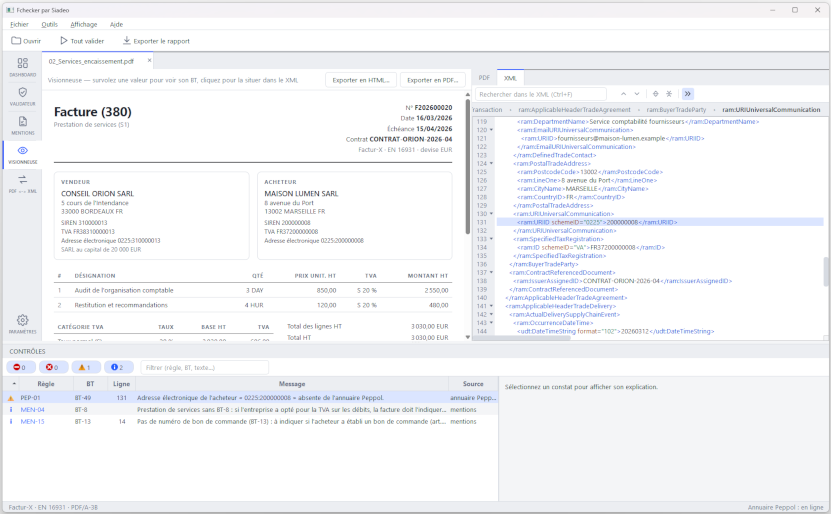 Fchecker par Siadeo
Fichier Outils Affichage Aide
Ouvrir Tout valider Exporter le rapport
DASHBOARD
VALIDATEUR
MENTIONS
VISIONNEUSE
PDF ↔ XML
PARAMÈTRES
02_Services_encaissement.pdf ×
Visionneuse — survolez une valeur pour voir son BT, cliquez pour la situer dans le XML Exporter en HTML... Exporter en PDF...
Facture (380)
Prestation de services (S1)
N° F202600020
Date 16/03/2026
Échéance 15/04/2026
Contrat CONTRAT-ORION-2026-04
Factur-X · EN 16931 · devise EUR
VENDEUR
CONSEIL ORION SARL
5 cours de l'Intendance
33000 BORDEAUX FR
SIREN 310000013
TVA FR38310000013
Adresse électronique 0225:310000013
SARL au capital de 20 000 EUR
ACHETEUR
MAISON LUMEN SARL
8 avenue du Port
13002 MARSEILLE FR
SIREN 200000008
TVA FR37200000008
Adresse électronique 0225:200000008
# DÉSIGNATION QTÉ PRIX UNIT. HT TVA MONTANT HT
1 Audit de l'organisation comptable 3 DAY 850,00 S 20 % 2 550,00
2 Restitution et recommandations 4 HUR 120,00 S 20 % 480,00
CATÉGORIE TVA TAUX BASE HT TVA
Total des lignes HT 3 030,00 EUR
Total HT 3 030,00 EUR
PDF XML
Rechercher dans le XML (Ctrl+F)
ransaction › ram:ApplicableHeaderTradeAgreement › ram:BuyerTradeParty › ram:URIUniversalCommunication
119 <ram:DepartmentName>Service comptabilité fournisseurs</ram:DepartmentName>
120 <ram:EmailURIUniversalCommunication>
121 <ram:URIID>fournisseurs@maison-lumen.example</ram:URIID>
122 </ram:EmailURIUniversalCommunication>
123 </ram:DefinedTradeContact>
124 <ram:PostalTradeAddress>
125 <ram:PostcodeCode>13002</ram:PostcodeCode>
126 <ram:LineOne>8 avenue du Port</ram:LineOne>
127 <ram:CityName>MARSEILLE</ram:CityName>
128 <ram:CountryID>FR</ram:CountryID>
129 </ram:PostalTradeAddress>
130 <ram:URIUniversalCommunication>
131 <ram:URIID schemeID="0225">200000008</ram:URIID>
132 </ram:URIUniversalCommunication>
133 <ram:SpecifiedTaxRegistration>
134 <ram:ID schemeID="VA">FR37200000008</ram:ID>
135 </ram:SpecifiedTaxRegistration>
136 </ram:BuyerTradeParty>
137 <ram:ContractReferencedDocument>
138 <ram:IssuerAssignedID>CONTRAT-ORION-2026-04</ram:IssuerAssignedID>
139 </ram:ContractReferencedDocument>
140 </ram:ApplicableHeaderTradeAgreement>
141 <ram:ApplicableHeaderTradeDelivery>
142 <ram:ActualDeliverySupplyChainEvent>
143 <ram:OccurrenceDateTime>
144 <udt:DateTimeString format="102">20260312</udt:DateTimeString>
CONTRÔLES
0 0 1 2 Filtrer (règle, BT, texte...)
Règle BT Ligne Message Source
PEP-01 BT-49 131 Adresse électronique de l'acheteur « 0225:200000008 » absente de l'annuaire Peppol. annuaire Pepp...
MEN-04 BT-8 Prestation de services sans BT-8 : si l'entreprise a opté pour la TVA sur les débits, la facture doit l'indiquer... mentions
MEN-15 BT-13 14 Pas de numéro de bon de commande (BT-13) : à indiquer si l'acheteur a établi un bon de commande (art.... mentions
Sélectionnez un constat pour afficher son explication.
Factur-X · EN 16931 · PDF/A-3B
Annuaire Peppol : en ligne